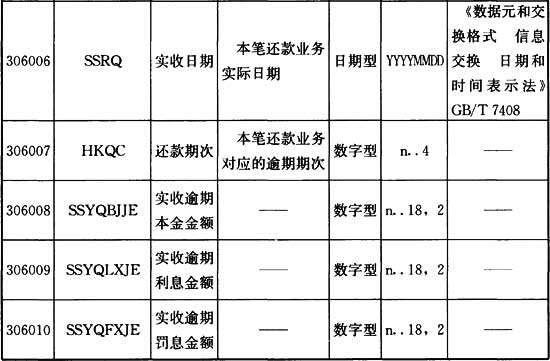 306006 SSRQ 实收日期 本笔还款业务实际日期 日期型 YYYYMMDD 《数据元和交换格式 信息交换 日期和时间表示法》GB/T 7408
306007 HKQC 还款期次 本笔还款业务对应的逾期期次 数字型 n..4 ——
306008 SSYQBJJE 实收逾期本金金额 —— 数字型 n..18, 2 ——
306009 SSYQLXJE 实收逾期利息金额 —— 数字型 n..18, 2 ——
306010 SSYQFXJE 实收逾期罚息金额 —— 数字型 n..18, 2 ——